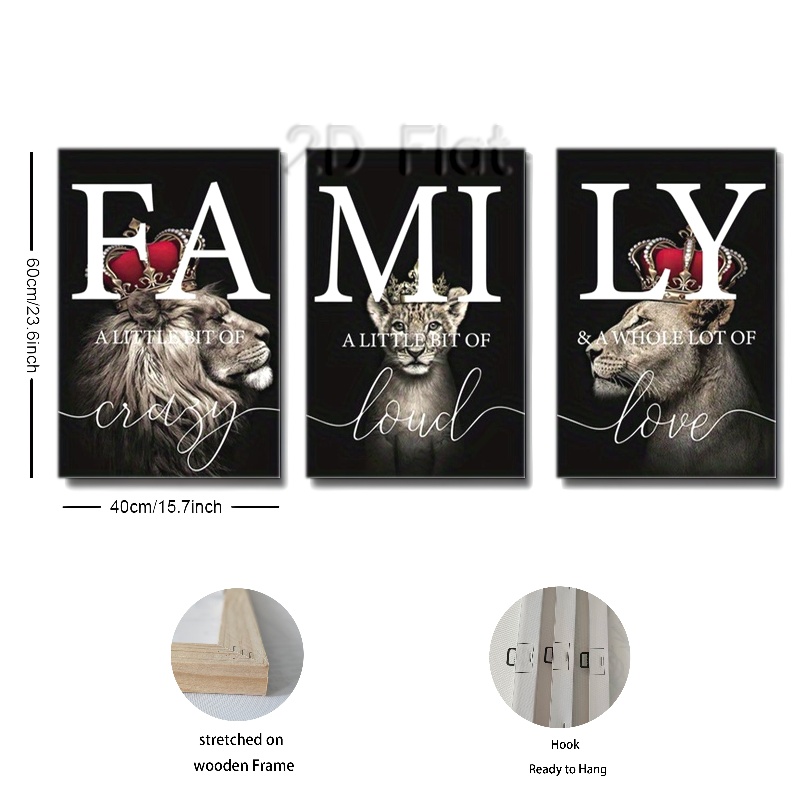 2D Flat
60cm/23.6inch
FA
A LITTLE BIT OF
crazy
MI
A LITTLE BIT OF
loud
LY
& A WHOLE LOT OF
love
40cm/15.7inch
stretched on
wooden Frame
Hook
Ready to Hang